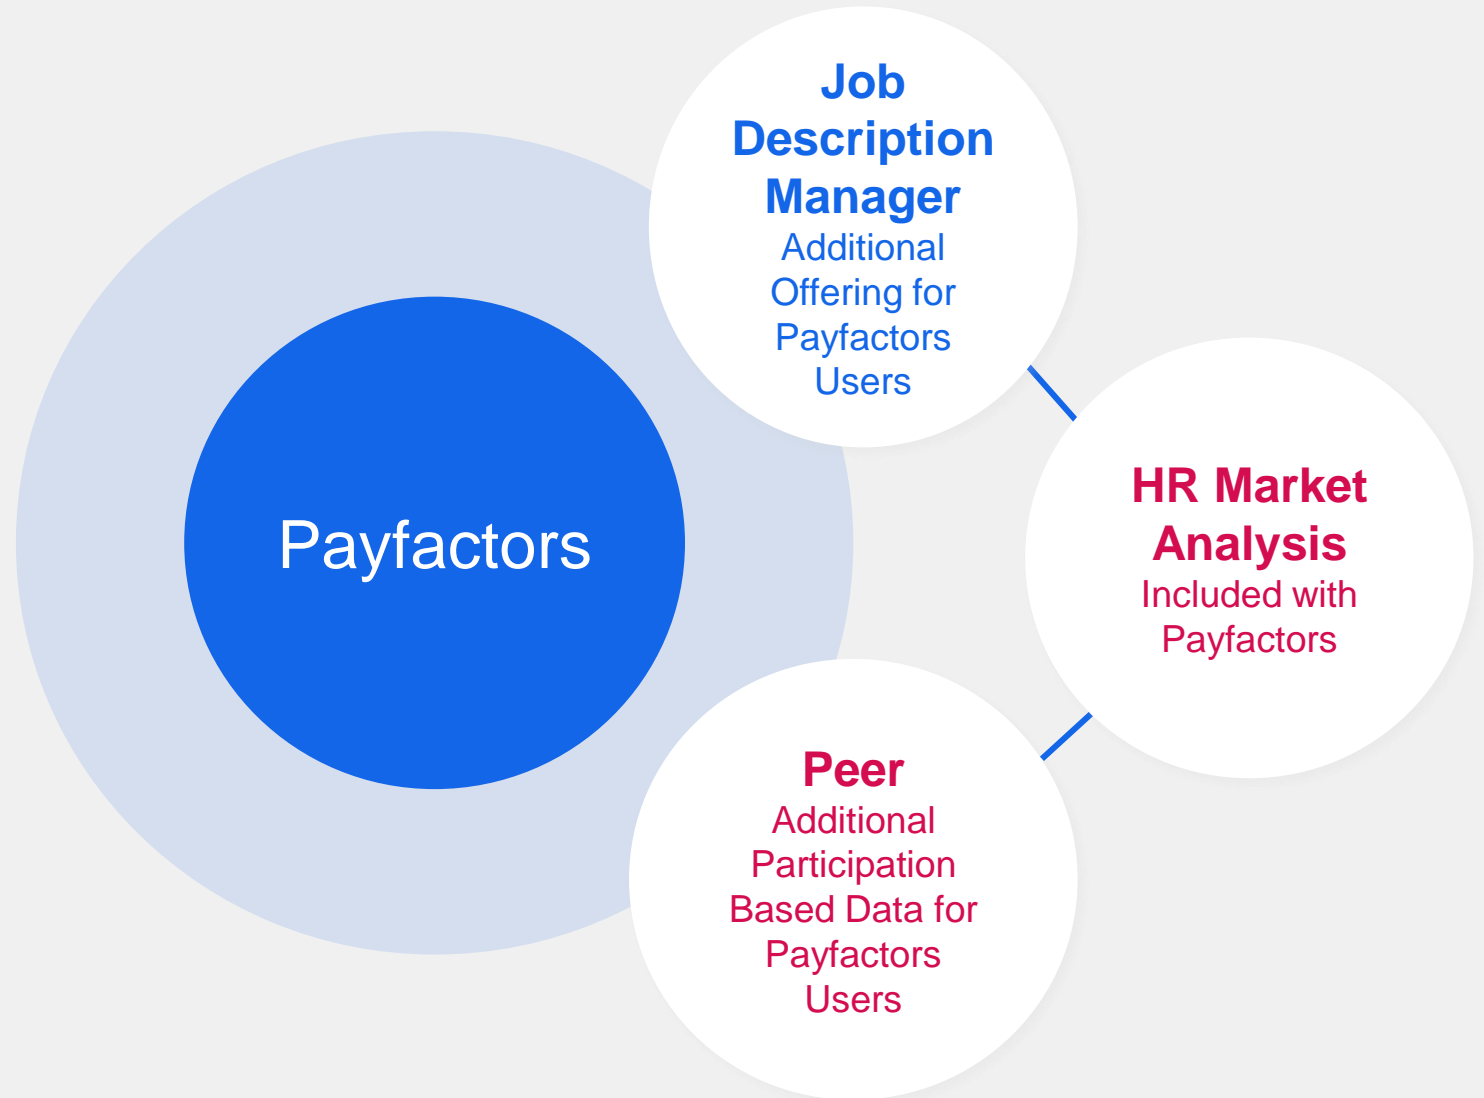 Payfactors
Job
Description
Manager
Additional
Offering for
Payfactors
Users
HR Market
Analysis
Included with
Payfactors
Peer
Additional
Participation
Based Data for
Payfactors
Users